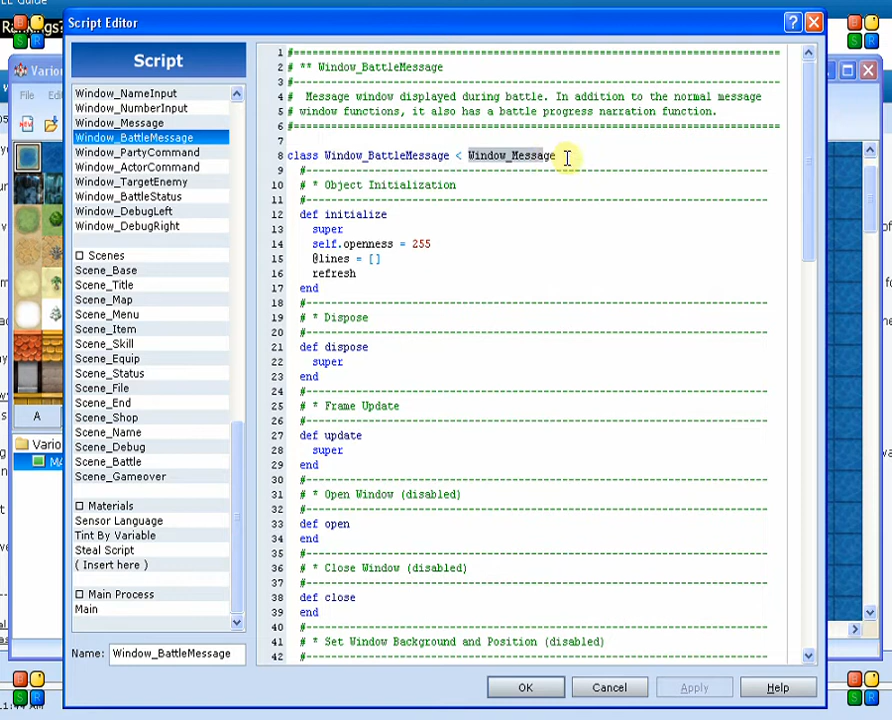 EE Guide
Script Editor
Rankings?
Script
Varion
File
Ed
Window_NameInput
Window_NumberInput
Window_Message
Window_BattleMessage
Window_PartyCommand
Window_ActorCommand
Window_TargetEnemy
Window_BattleStatus
Window_DebugLeft
Window_DebugRight
□ Scenes
Scene_Base
Scene_Title
Scene_Map
Scene_Menu
Scene_Item
Scene_Skill
Scene_Equip
Scene_Status
Scene_File
Scene_End
Scene_Shop
Scene_Name
Scene_Debug
Scene_Battle
Scene_Gameover
□ Materials
Sensor Language
Tint By Variable
Steal Script
( Insert here )
□ Main Process
Main
Name: Window_BattleMessage
A
Vario
MA
1 #==============================================================================
2 # ** Window_BattleMessage
3 #------------------------------------------------------------------------------
4 #  Message window displayed during battle. In addition to the normal message
5 # window functions, it also has a battle progress narration function.
6 #==============================================================================
7
8 class Window_BattleMessage < Window_Message
9 #--------------------------------------------------------------------------
10 # * Object Initialization
11 #--------------------------------------------------------------------------
12 def initialize
13 super
14 self.openness = 255
15 @lines = []
16 refresh
17 end
18 #--------------------------------------------------------------------------
19 # * Dispose
20 #--------------------------------------------------------------------------
21 def dispose
22 super
23 end
24 #--------------------------------------------------------------------------
25 # * Frame Update
26 #--------------------------------------------------------------------------
27 def update
28 super
29 end
30 #--------------------------------------------------------------------------
31 # * Open Window (disabled)
32 #--------------------------------------------------------------------------
33 def open
34 end
35 #--------------------------------------------------------------------------
36 # * Close Window (disabled)
37 #--------------------------------------------------------------------------
38 def close
39 end
40 #--------------------------------------------------------------------------
41 # * Set Window Background and Position (disabled)
42 #--------------------------------------------------------------------------
OK
Cancel
Apply
Help